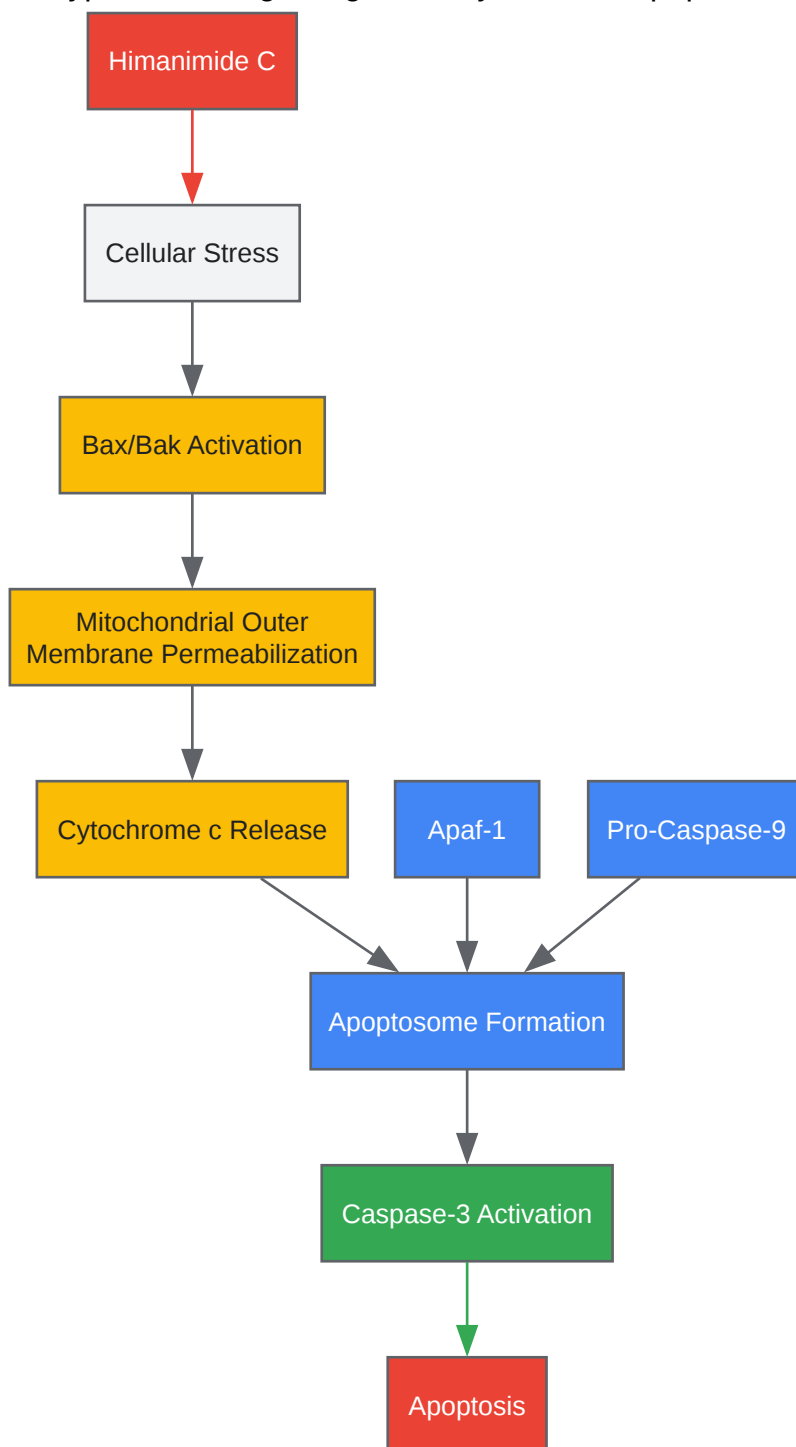 Himanimide C
Cellular Stress
Bax/Bak Activation
Mitochondrial Outer
Membrane Permeabilization
Cytochrome c Release
Apaf-1
Pro-Caspase-9
Apoptosome Formation
Caspase-3 Activation
Apoptosis